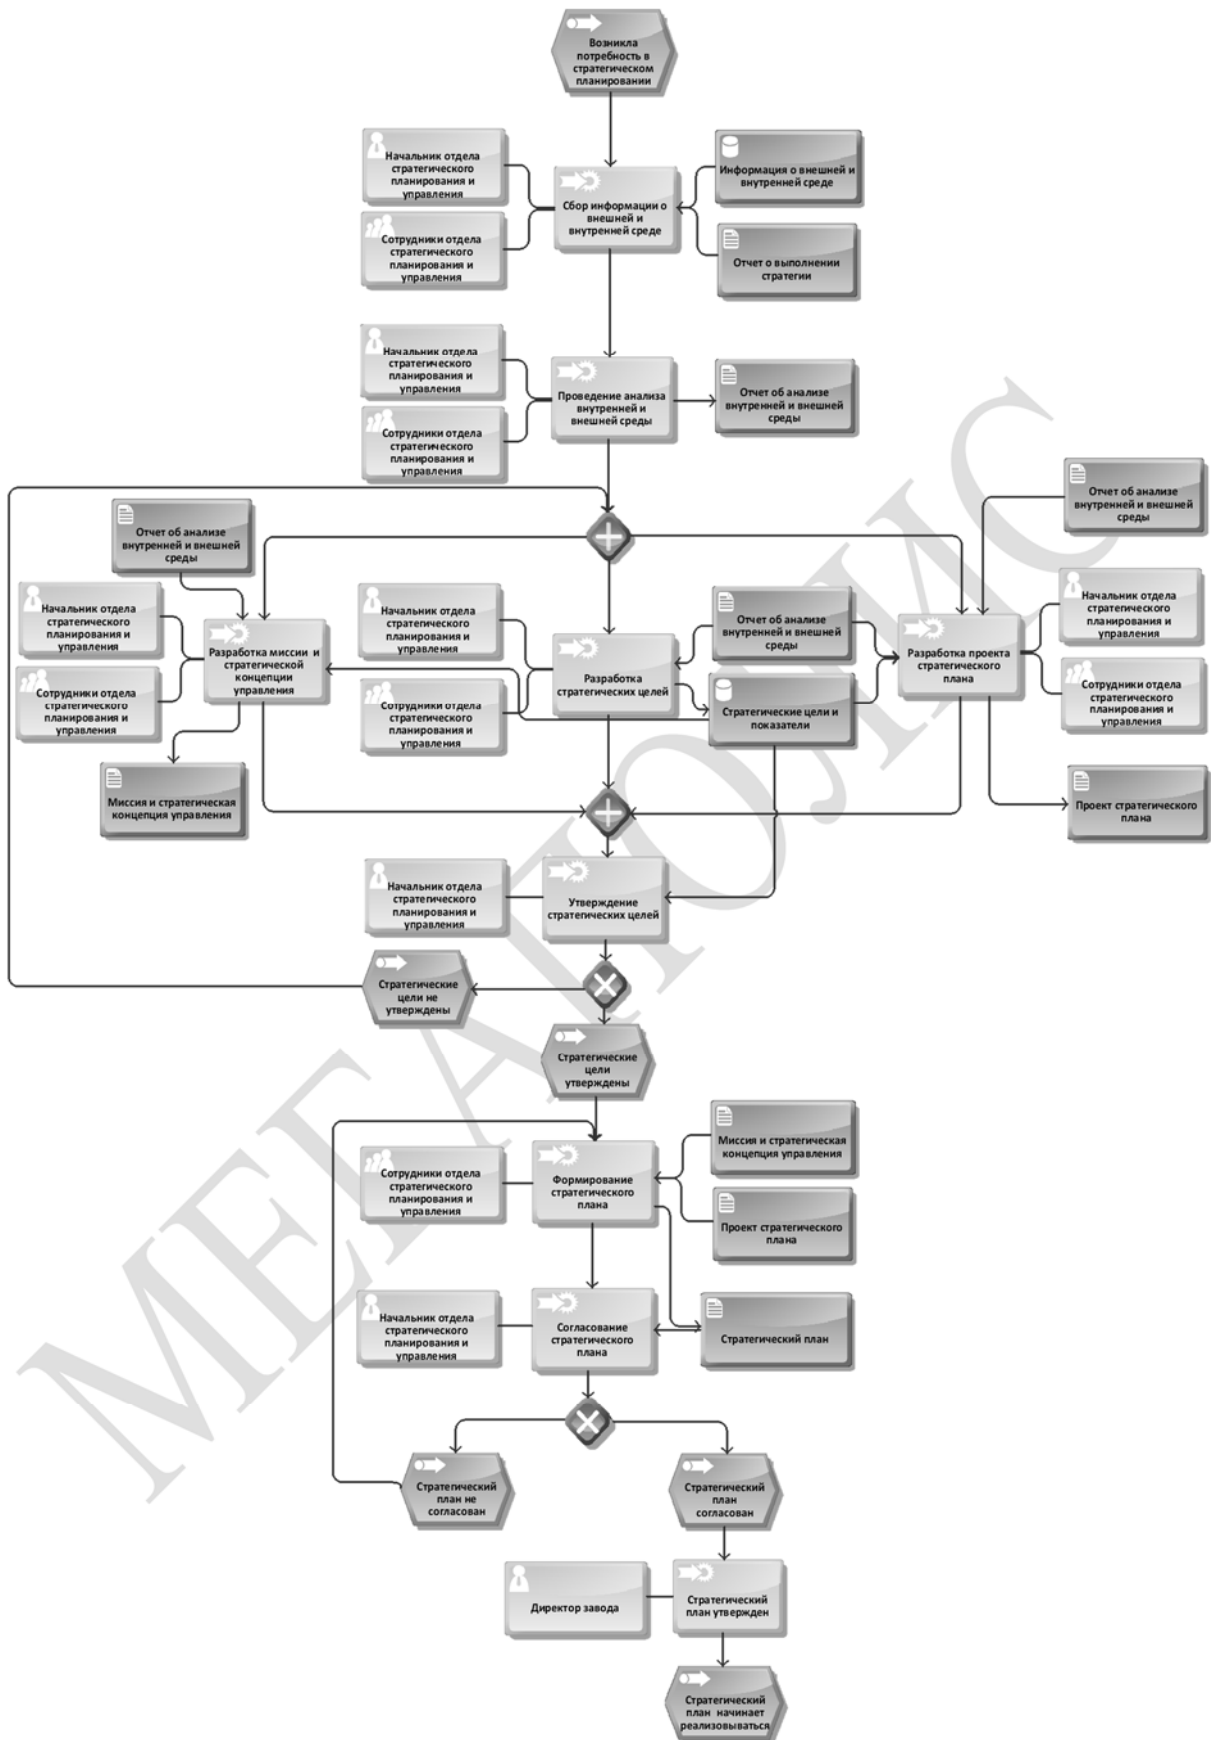 Возникла
потребность в
стратегическом
планировании
Начальник отдела
стратегического
планирования и
управления
Информация о внешней и
внутренней среде
Сбор информации о
внешней и
внутренней среде
Сотрудники отдела
стратегического
планирования и
управления
Отчет о выполнении
стратегии
Начальник отдела
стратегического
планирования и
управления
Проведение анализа
внутренней и
внешней среды
Отчет об анализе
внутренней и внешней
среды
Сотрудники отдела
стратегического
планирования и
управления
Отчет об анализе
внутренней и внешней
среды
Отчет об анализе
внутренней и внешней
среды
Начальник отдела
стратегического
планирования и
управления
Разработка миссии и
стратегической
концепции
управления
Начальник отдела
стратегического
планирования и
управления
Отчет об анализе
внутренней и внешней
среды
Разработка проекта
стратегического
плана
Начальник отдела
стратегического
планирования и
управления
Сотрудники отдела
стратегического
планирования и
управления
Сотрудники отдела
стратегического
планирования и
управления
Разработка
стратегических целей
Стратегические цели и
показатели
Сотрудники отдела
стратегического
планирования и
управления
Миссия и стратегическая
концепция управления
Проект стратегического
плана
Начальник отдела
стратегического
планирования и
управления
Утверждение
стратегических целей
Стратегические
цели не
утверждены
Стратегические
цели
утверждены
Сотрудники отдела
стратегического
планирования и
управления
Формирование
стратегического
плана
Миссия и стратегическая
концепция управления
Проект стратегического
плана
Начальник отдела
стратегического
планирования и
управления
Согласование
стратегического
плана
Стратегический план
Стратегический
план не
согласован
Стратегический
план
согласован
Директор завода
Стратегический
план утвержден
Стратегический
план начинает
реализовываться
МЕГАПОЛИС